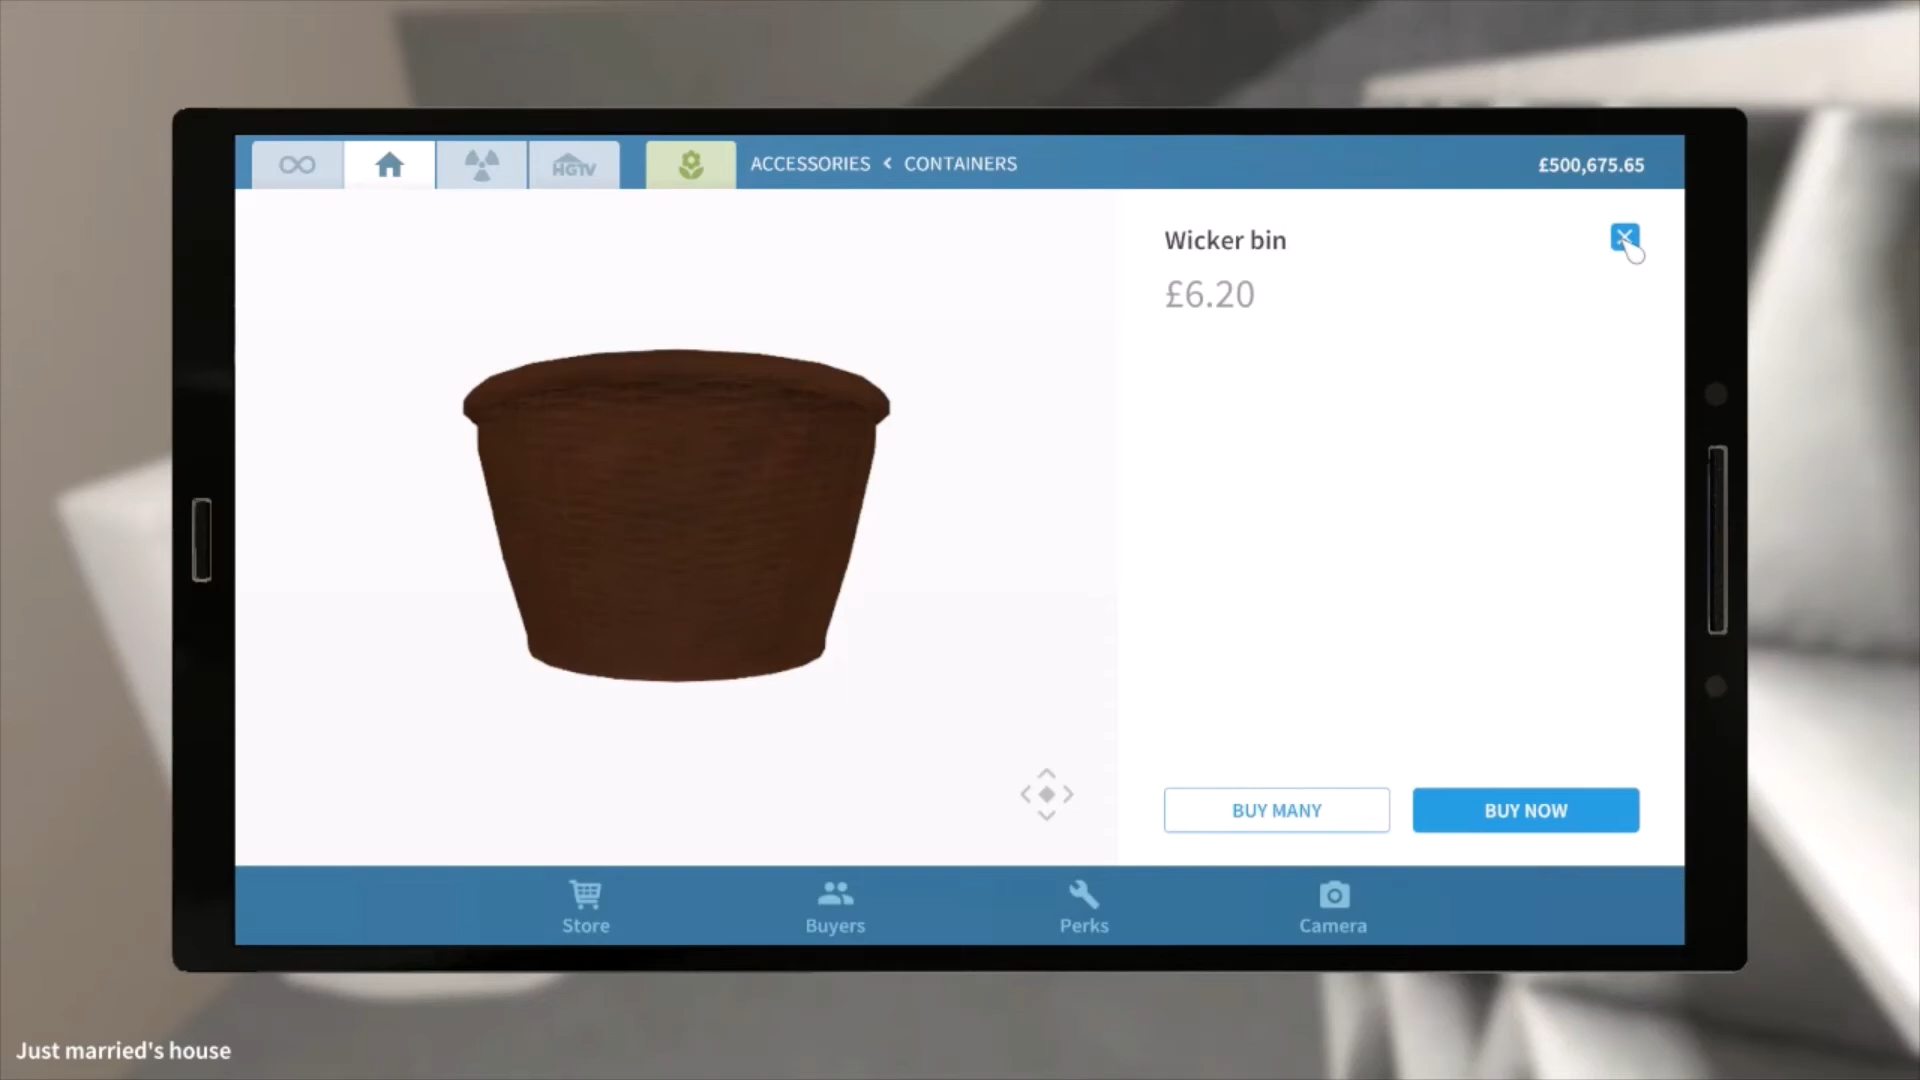 HGTV
ACCESSORIES < CONTAINERS
£500,675.65
Wicker bin
£6.20
BUY MANY
BUY NOW
Store
Buyers
Perks
Camera
Just married's house